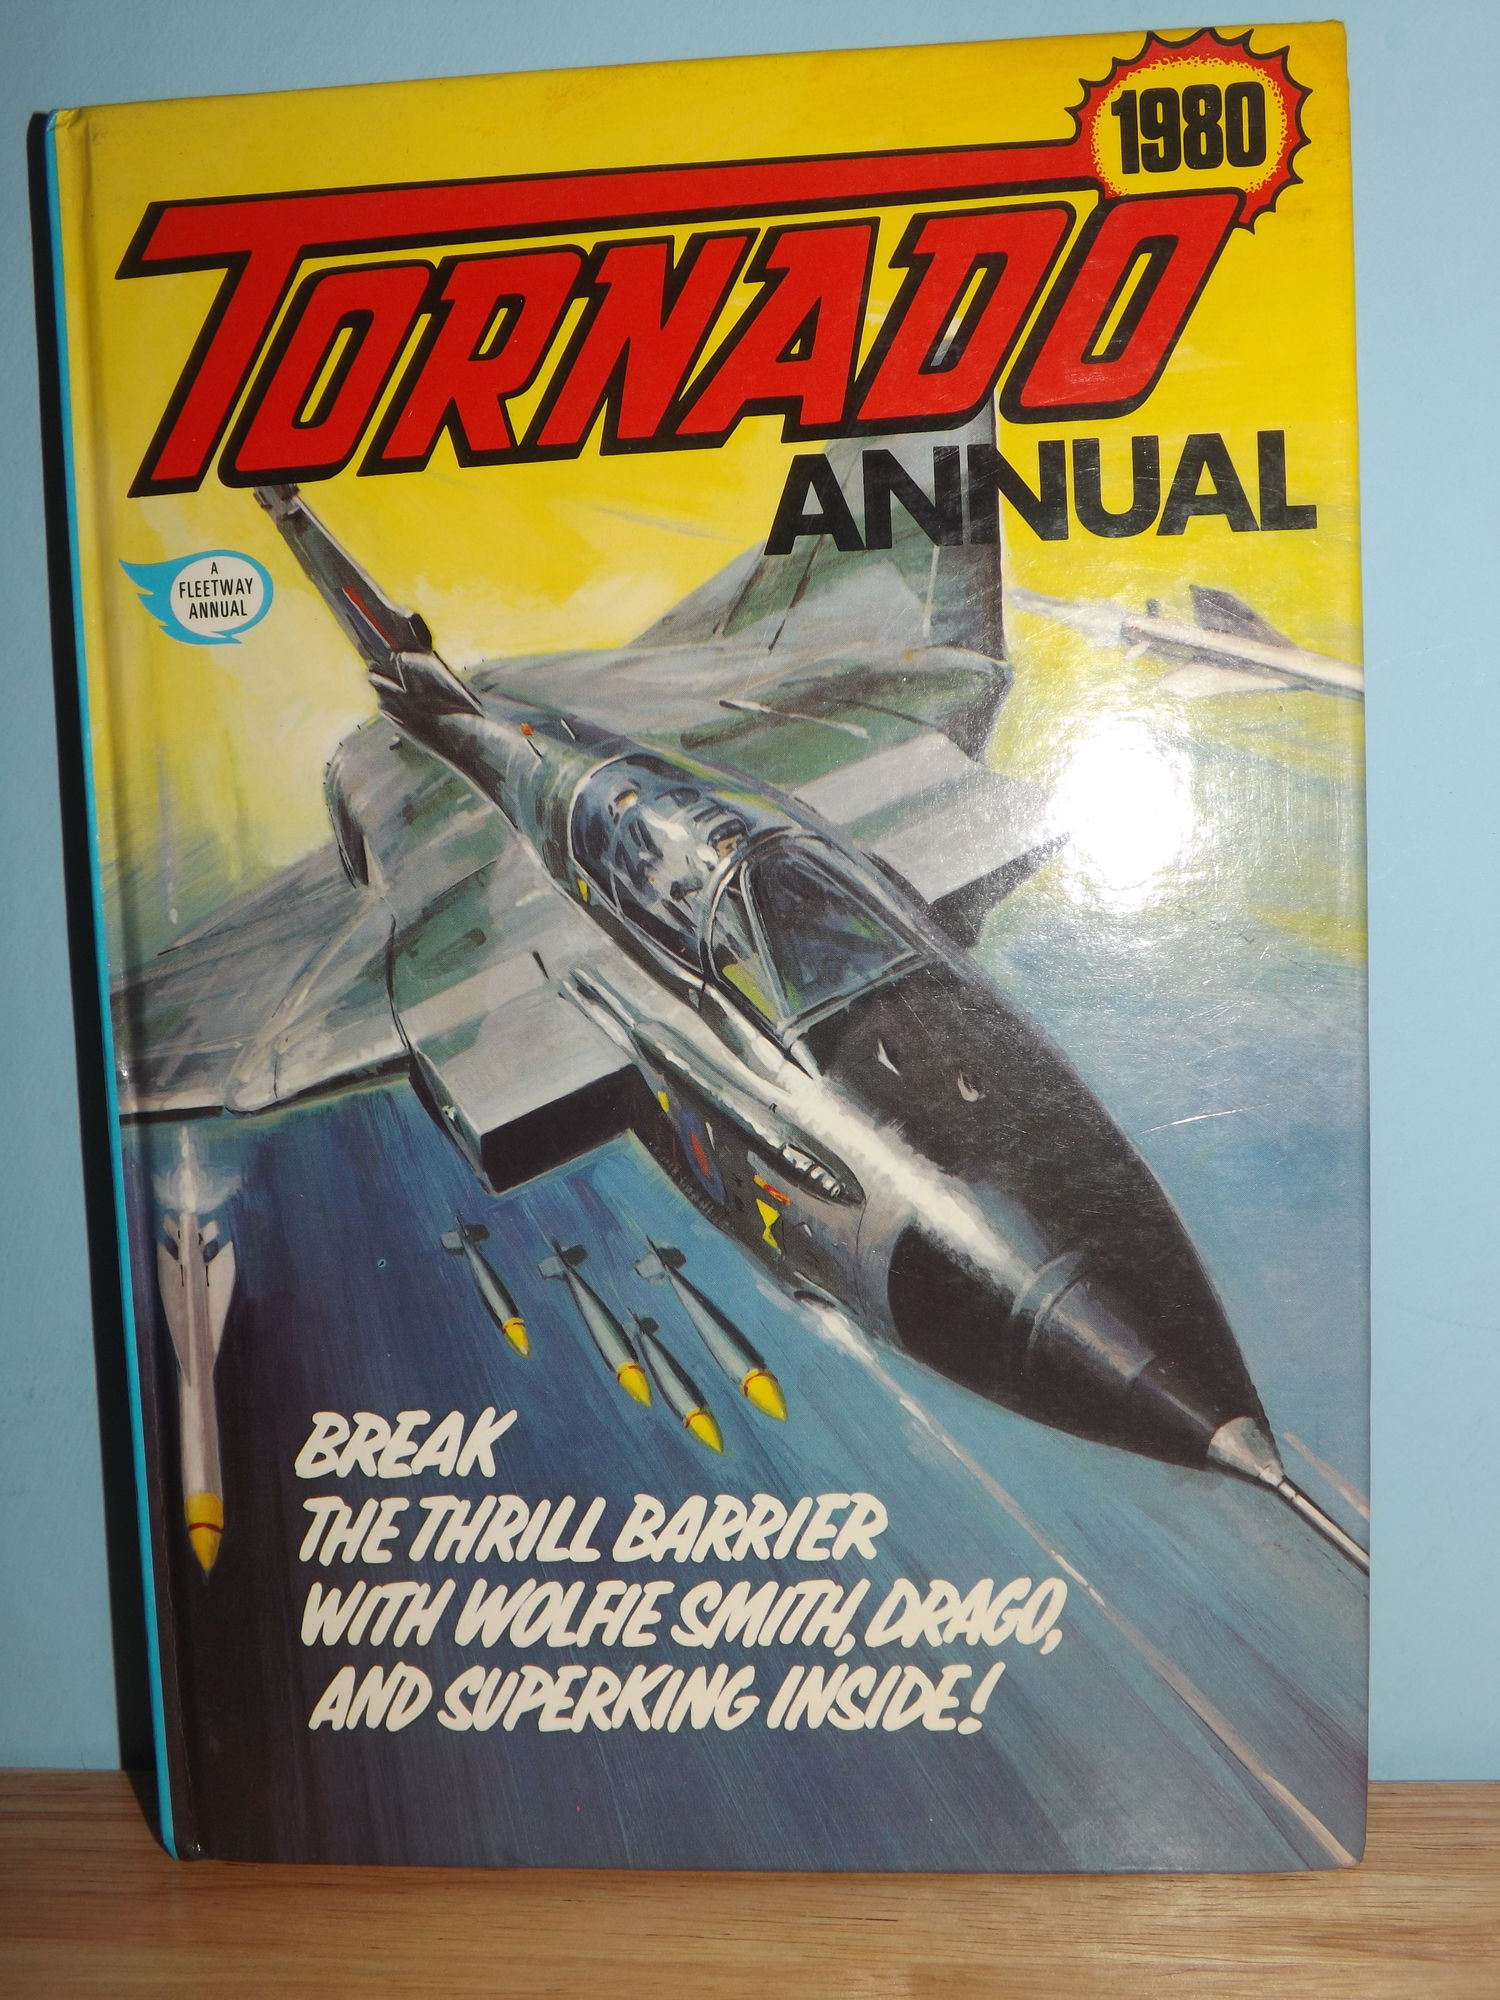 1980
TORNADO
ANNUAL
A
FLEETWAY
ANNUAL
BREAK
THE THRILL BARRIER
WITH WOLFIE SMITH, DRAGO,
AND SUPERKING INSIDE!